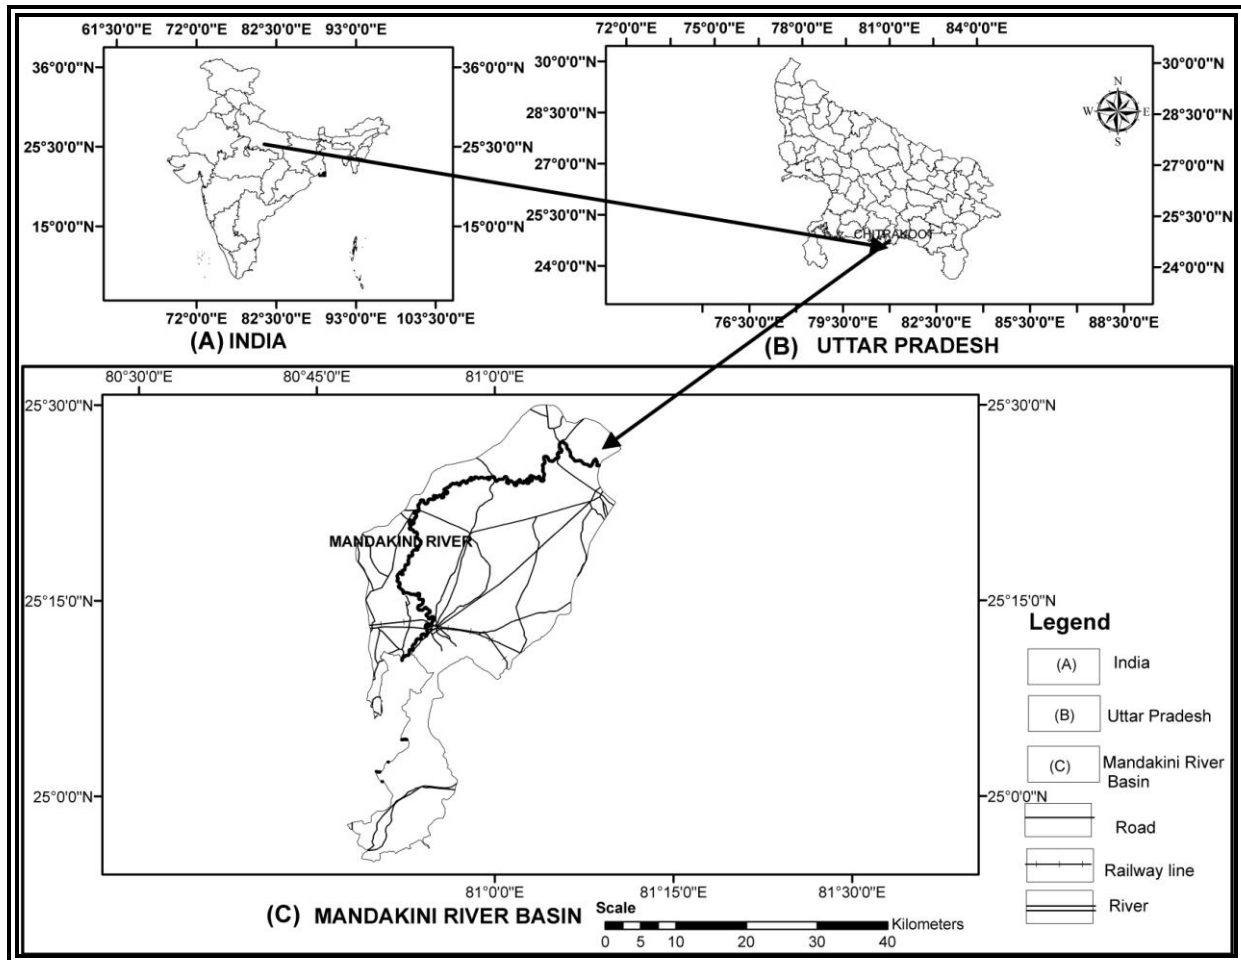 61°30'0"E 72°0'0"E 82°30'0"E 93°0'0"E
36°0'0"N 36°0'0"N
25°30'0"N 25°30'0"N
15°0'0"N 15°0'0"N
72°0'0"E 82°30'0"E 93°0'0"E 103°30'0"E
(A) INDIA
72°0'0"E 75°0'0"E 78°0'0"E 81°0'0"E 84°0'0"E
30°0'0"N 30°0'0"N
28°30'0"N 28°30'0"N
27°0'0"N 27°0'0"N
25°30'0"N 25°30'0"N
24°0'0"N 24°0'0"N
N
W E
S
CHITRAKOOT
76°30'0"E 79°30'0"E 82°30'0"E 85°30'0"E 88°30'0"E
(B) UTTAR PRADESH
80°30'0"E 80°45'0"E 81°0'0"E
25°30'0"N 25°30'0"N
MANDAKINI RIVER
25°15'0"N 25°15'0"N
25°0'0"N 25°0'0"N
81°0'0"E 81°15'0"E 81°30'0"E
(C) MANDAKINI RIVER BASIN
Scale
Kilometers
0 5 10 20 30 40
Legend
(A) India
(B) Uttar Pradesh
(C) Mandakini River
Basin
Road
Railway line
River